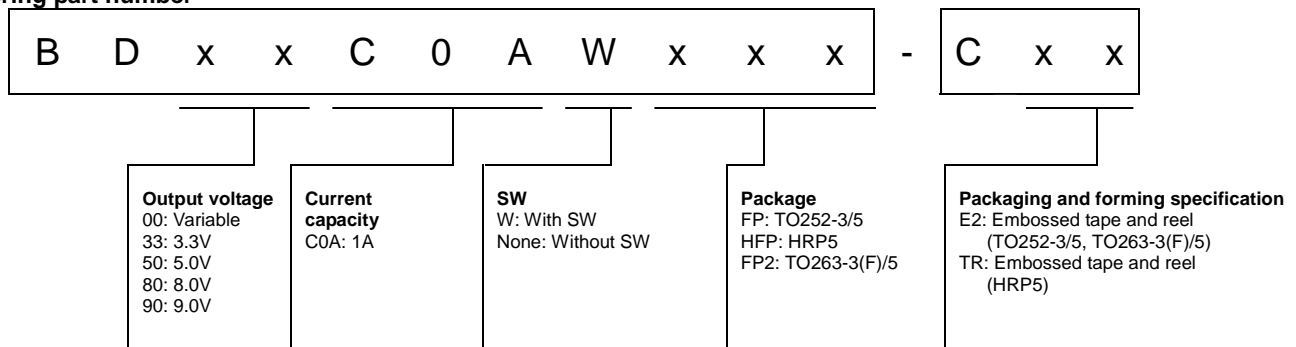 ring part number
B D x x C 0 A W x x x - C x x
Output voltage
00: Variable
33: 3.3V
50: 5.0V
80: 8.0V
90: 9.0V
Current
capacity
C0A: 1A
SW
W: With SW
None: Without SW
Package
FP: TO252-3/5
HFP: HRP5
FP2: TO263-3(F)/5
Packaging and forming specification
E2: Embossed tape and reel
(TO252-3/5, TO263-3(F)/5)
TR: Embossed tape and reel
(HRP5)